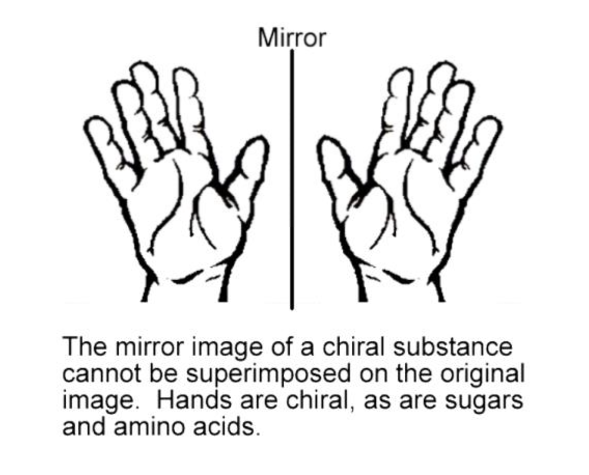 Mirror
The mirror image of a chiral substance
cannot be superimposed on the original
image.  Hands are chiral, as are sugars
and amino acids.